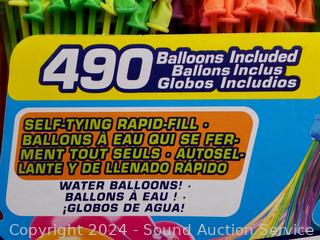 490 Balloons Included
Ballons Inclus
Globos Incluidos
SELF-TYING RAPID-FILL •
BALLONS À EAU QUI SE FER-
MENT TOUT SEULS • AUTOSEL-
LANTE Y DE LLENADO RÁPIDO
WATER BALLOONS! •
BALLONS À EAU ! •
¡GLOBOS DE AGUA!
Copyright 2024 - Sound Auction Service